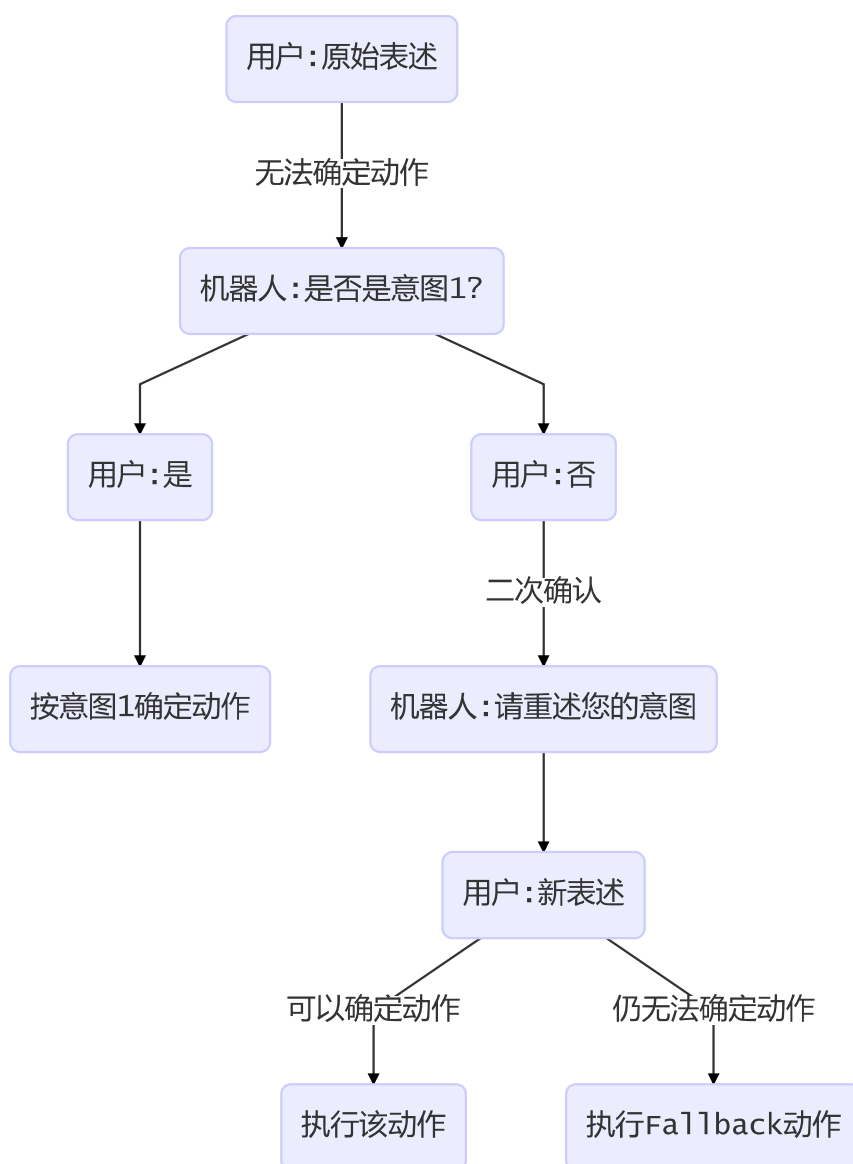 用户:原始表述
无法确定动作
机器人:是否是意图1?
用户:是
用户:否
二次确认
按意图1确定动作
机器人:请重述您的意图
用户:新表述
可以确定动作
仍无法确定动作
执行该动作
执行Fallback动作